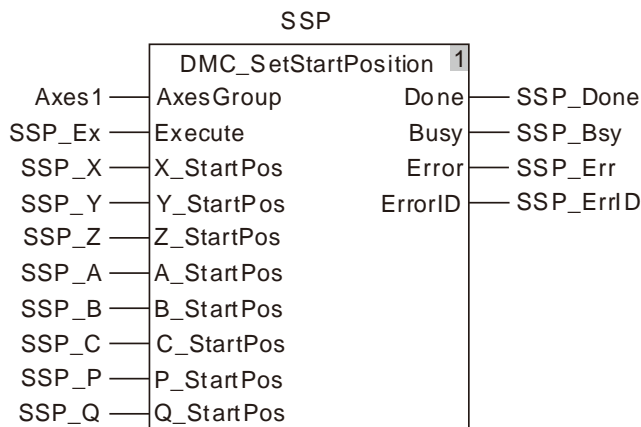 SSP
DMC_SetStartPosition 1
Axes1 AxesGroup Done SSP_Done
SSP_Ex Execute Busy SSP_Bsy
SSP_X X_StartPos Error SSP_Err
SSP_Y Y_StartPos ErrorID SSP_ErrID
SSP_Z Z_StartPos
SSP_A A_StartPos
SSP_B B_StartPos
SSP_C C_StartPos
SSP_P P_StartPos
SSP_Q Q_StartPos